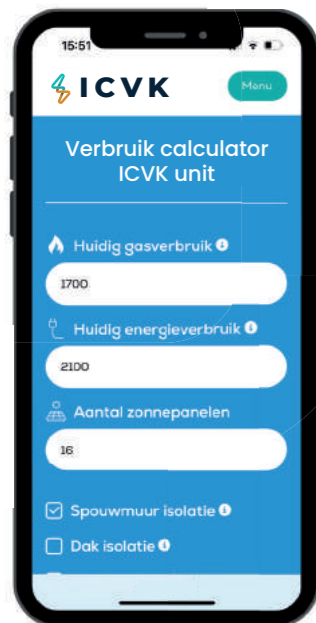 15:51
ICVK
Menu
Verbruik calculator
ICVK unit
Huidig gasverbruik
1700
Huidig energieverbruik
2100
Aantal zonnepanelen
16
Spouwmuur isolatie
Dak isolatie